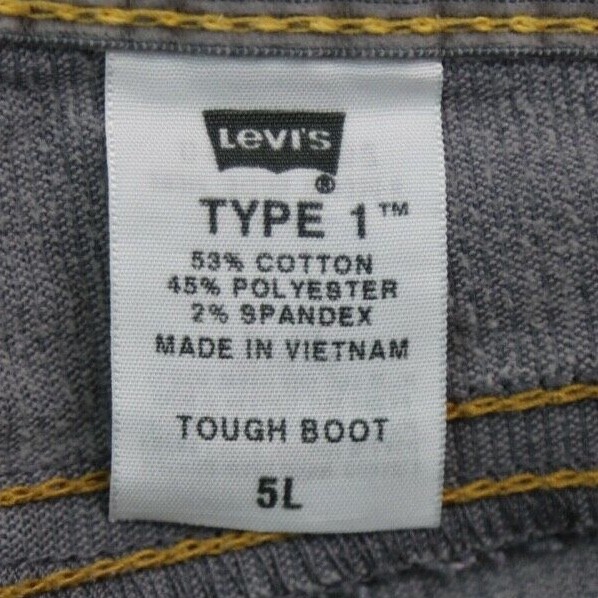 Levi's
®
TYPE 1™
53% COTTON
45% POLYESTER
2% SPANDEX
MADE IN VIETNAM
TOUGH BOOT
5L